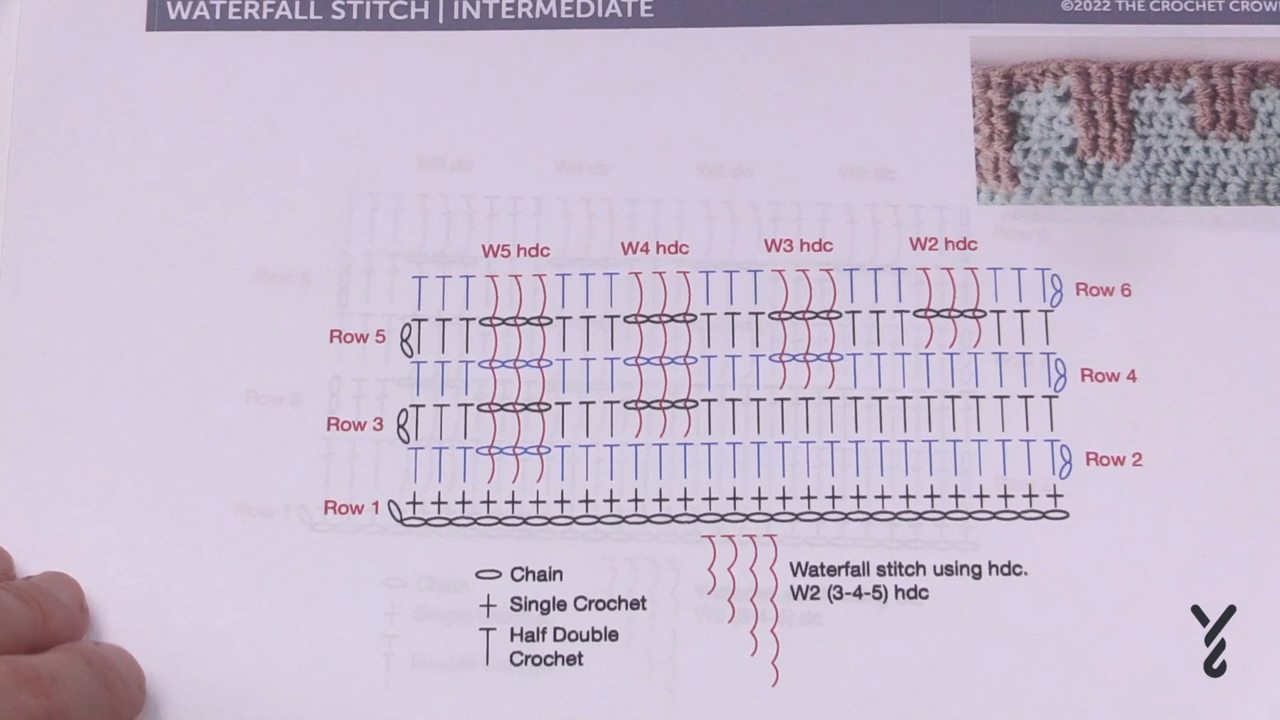 WATERFALL STITCH | INTERMEDIATE
©2022 THE CROCHET CROW
W5 hdc W4 hdc W3 hdc W2 hdc
Row 6
Row 5
Row 4
Row 3
Row 2
Row 1
Chain
Single Crochet
Half Double
Crochet
Waterfall stitch using hdc.
W2 (3-4-5) hdc